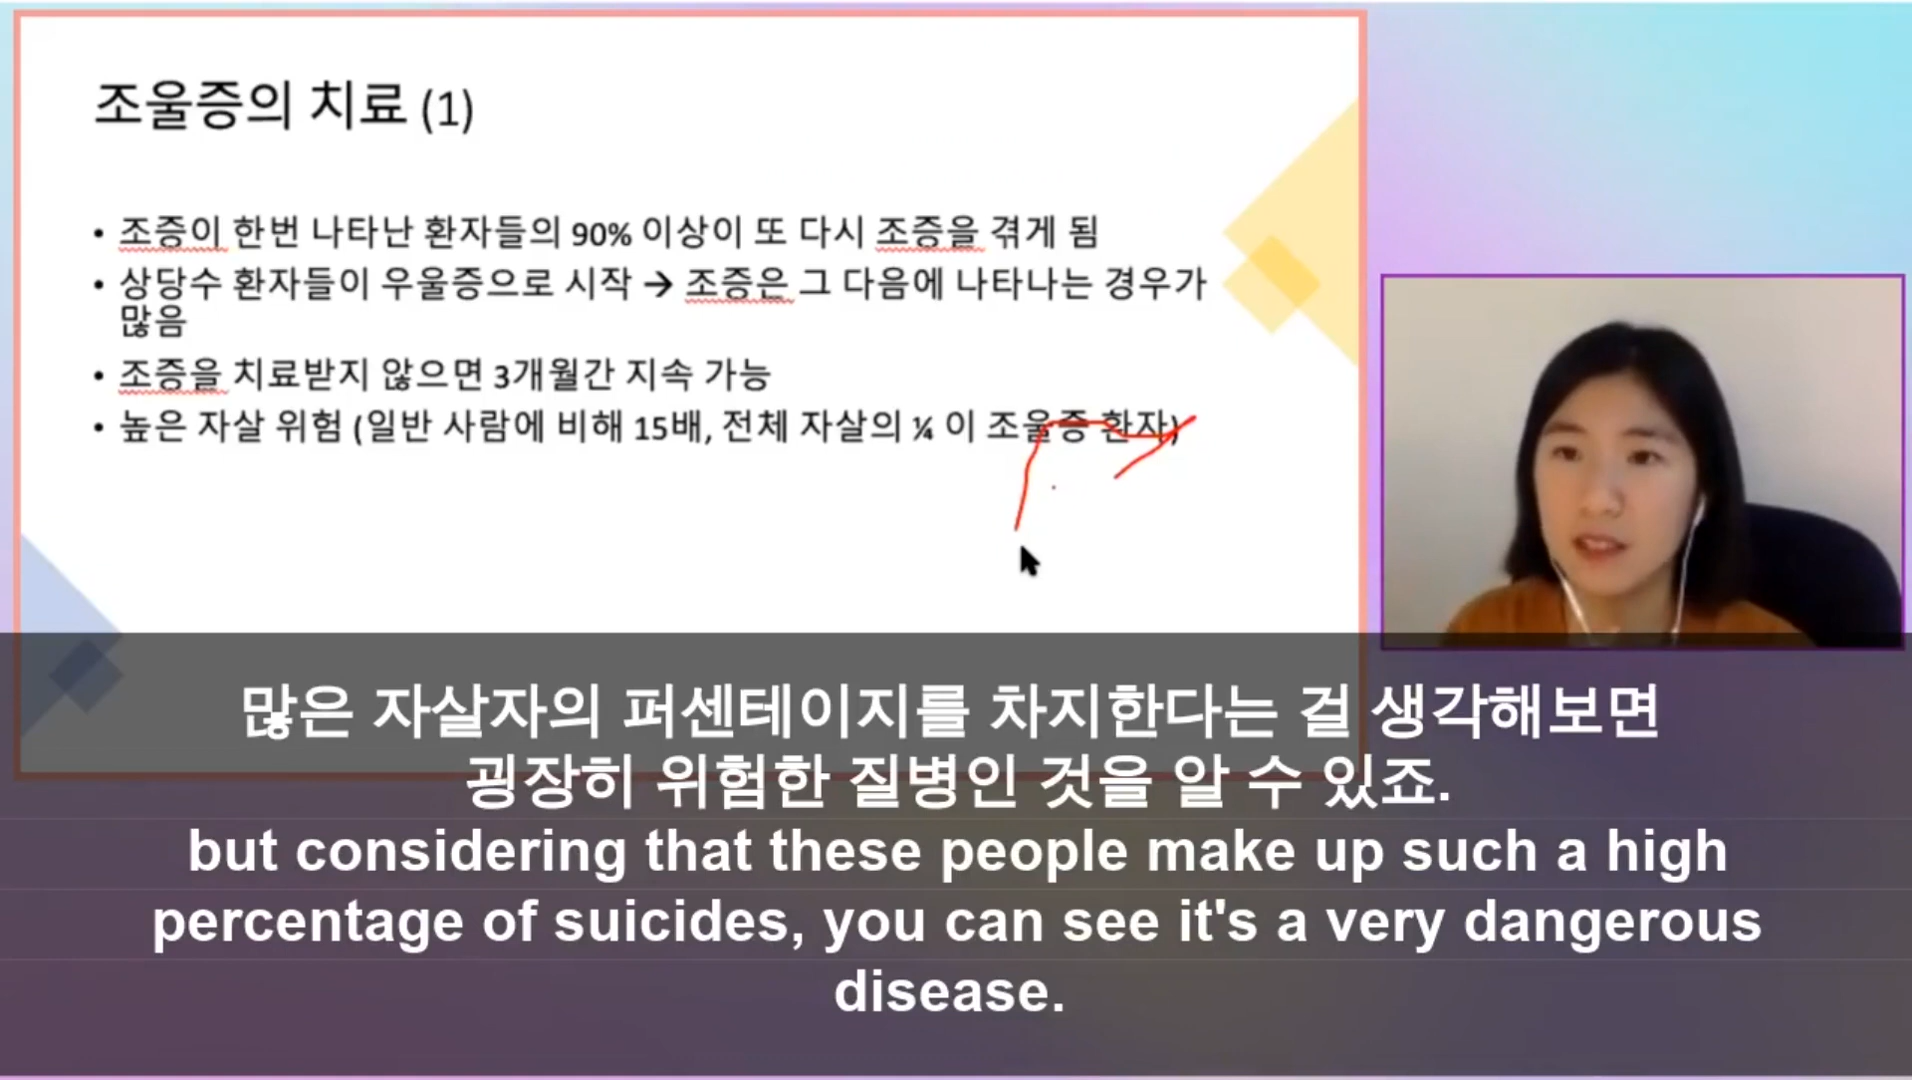 조울증의 치료 (1)
• 조증이 한번 나타난 환자들의 90% 이상이 또 다시 조증을 겪게 됨
• 상당수 환자들이 우울증으로 시작 → 조증은 그 다음에 나타나는 경우가
많음
• 조증을 치료받지 않으면 3개월간 지속 가능
• 높은 자살 위험 (일반 사람에 비해 15배, 전체 자살의 ¼ 이 조울증 환자)
많은 자살자의 퍼센테이지를 차지한다는 걸 생각해보면
굉장히 위험한 질병인 것을 알 수 있죠.
but considering that these people make up such a high
percentage of suicides, you can see it's a very dangerous
disease.